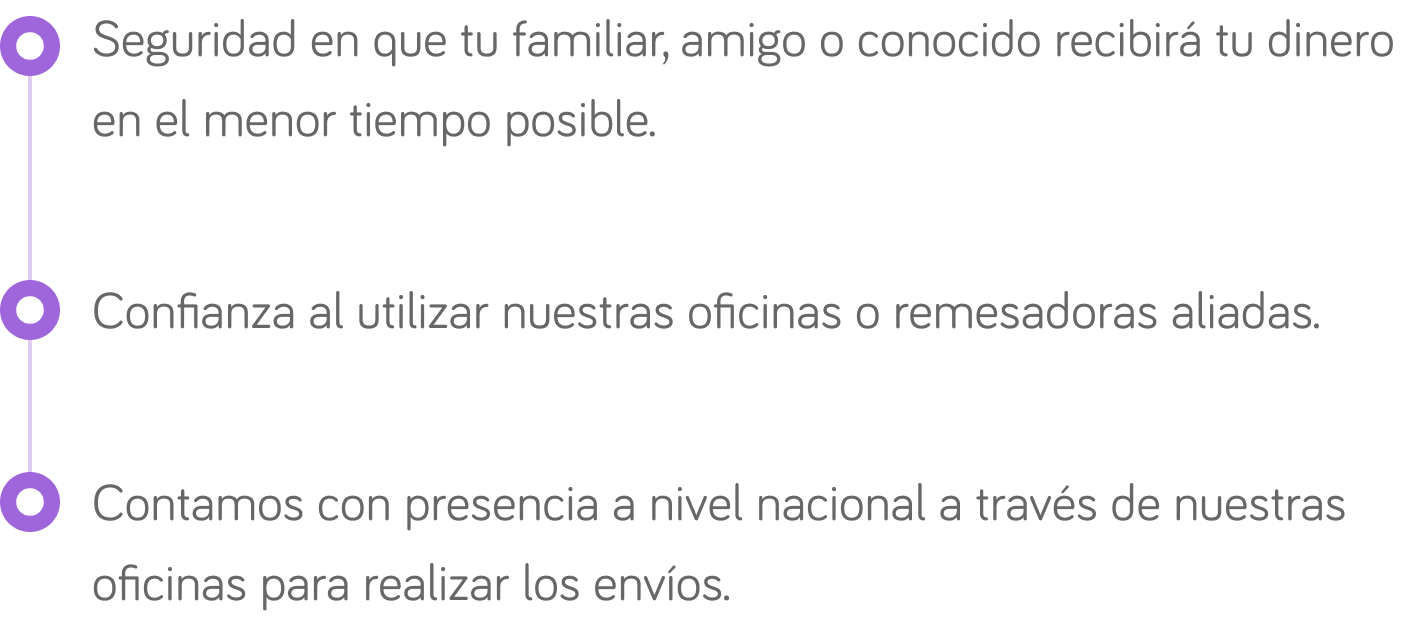 Seguridad en que tu familiar, amigo o conocido recibirá tu dinero
en el menor tiempo posible.
Confianza al utilizar nuestras oficinas o remesadoras aliadas.
Contamos con presencia a nivel nacional a través de nuestras
oficinas para realizar los envíos.